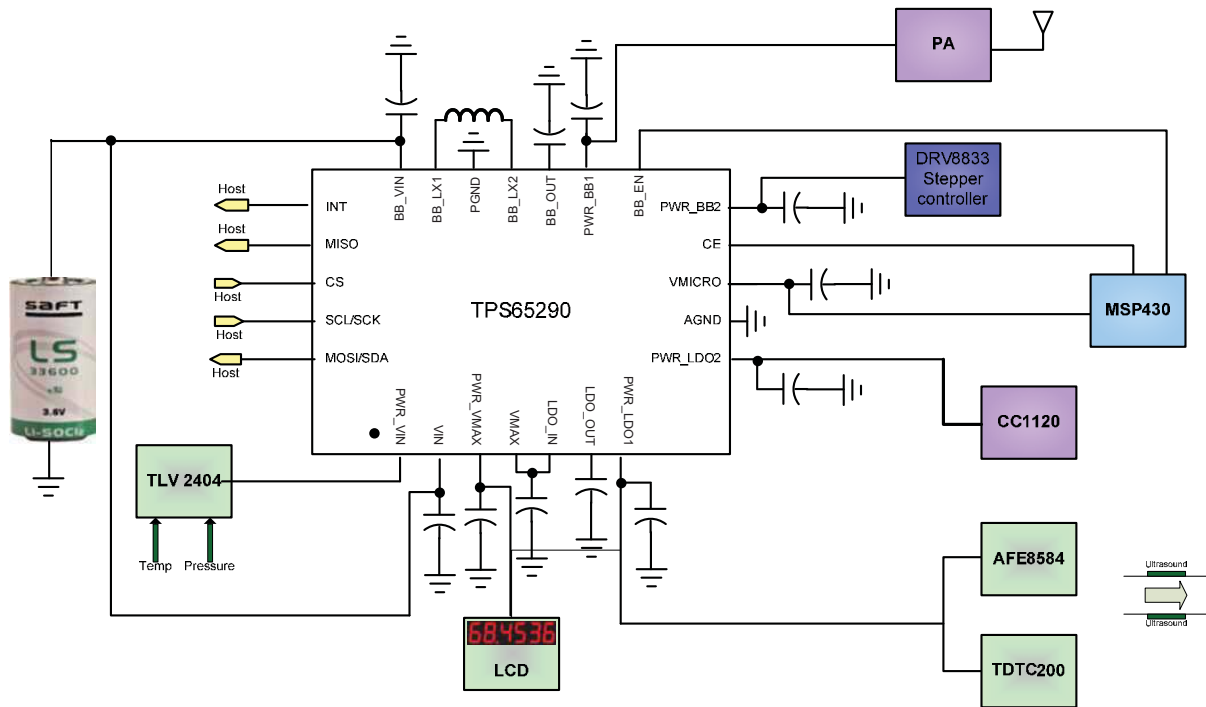 PA
BB_VIN
BB_LX1
PGND
BB_LX2
BB_OUT
PWR_BB1
BB_EN
DRV8833
Stepper
controller
Host
INT
PWR_BB2
Host
MISO
CE
CS
Host
VMICRO
MSP430
TPS65290
SCL/SCK
Host
AGND
MOSI/SDA
Host
PWR_LDO2
saft
LS
33600
3.6V
Li-SOCl2
PWR_VIN
VIN
PWR_VMAX
VMAX
LDO_IN
LDO_OUT
PWR_LDO1
CC1120
TLV 2404
Temp
Pressure
AFE8584
Ultrasound
Ultrasound
68.4536
LCD
TDTC200